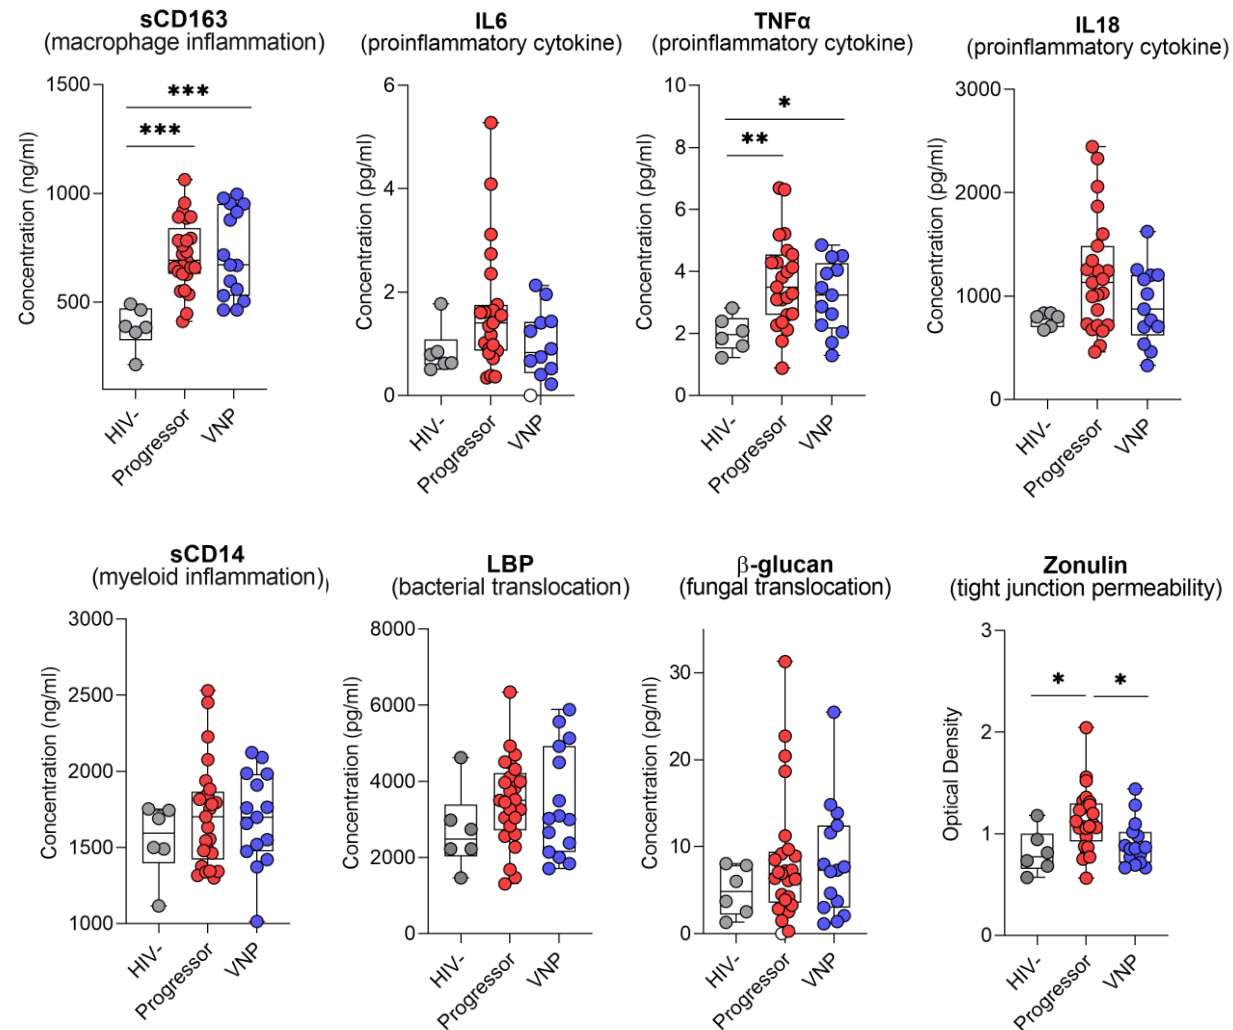 sCD163
(macrophage inflammation)
Concentration (ng/ml)
1500
1000
500
***
***
HIV-
Progressor
VNP
IL6
(proinflammatory cytokine)
Concentration (pg/ml)
6
4
2
0
HIV-
Progressor
VNP
TNFα
(proinflammatory cytokine)
Concentration (pg/ml)
10
8
6
4
2
0
*
**
HIV-
Progressor
VNP
IL18
(proinflammatory cytokine)
Concentration (pg/ml)
3000
2000
1000
0
HIV-
Progressor
VNP
sCD14
(myeloid inflammation)
Concentration (ng/ml)
3000
2500
2000
1500
1000
HIV-
Progressor
VNP
LBP
(bacterial translocation)
Concentration (pg/ml)
8000
6000
4000
2000
0
HIV-
Progressor
VNP
β-glucan
(fungal translocation)
Concentration (pg/ml)
30
20
10
0
HIV-
Progressor
VNP
Zonulin
(tight junction permeability)
Optical Density
3
2
1
0
*
*
HIV-
Progressor
VNP